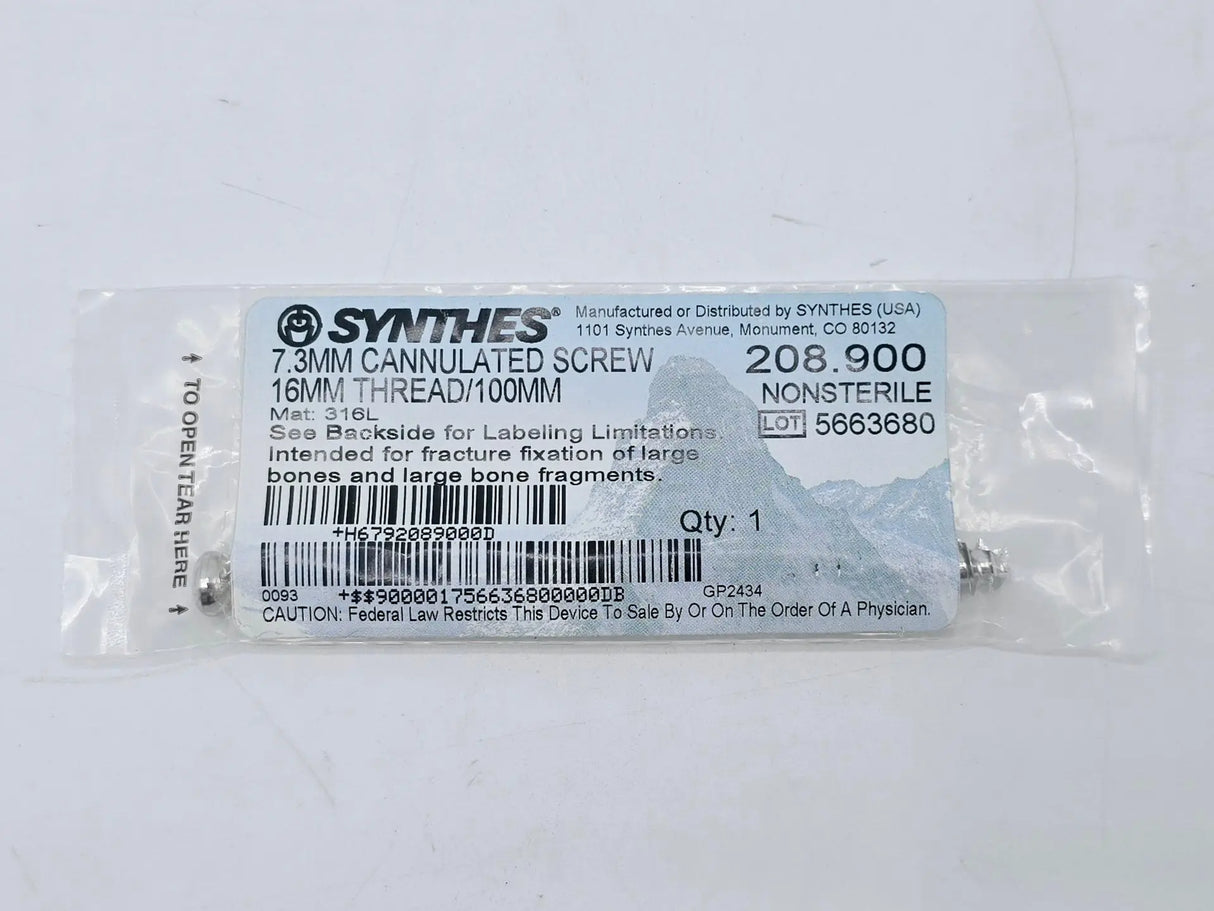 SYNTHES®
Manufactured or Distributed by SYNTHES (USA)
1101 Synthes Avenue, Monument, CO 80132
7.3MM CANNULATED SCREW
208.900
16MM THREAD/100MM
NONSTERILE
Mat: 316L
LOT 5663680
See Backside for Labeling Limitations.
Intended for fracture fixation of large
bones and large bone fragments.
Qty: 1
+H6792089000D
0093 +$$900001756636800000DB GP2434
CAUTION: Federal Law Restricts This Device To Sale By Or On The Order Of A Physician.
TO OPEN TEAR HERE